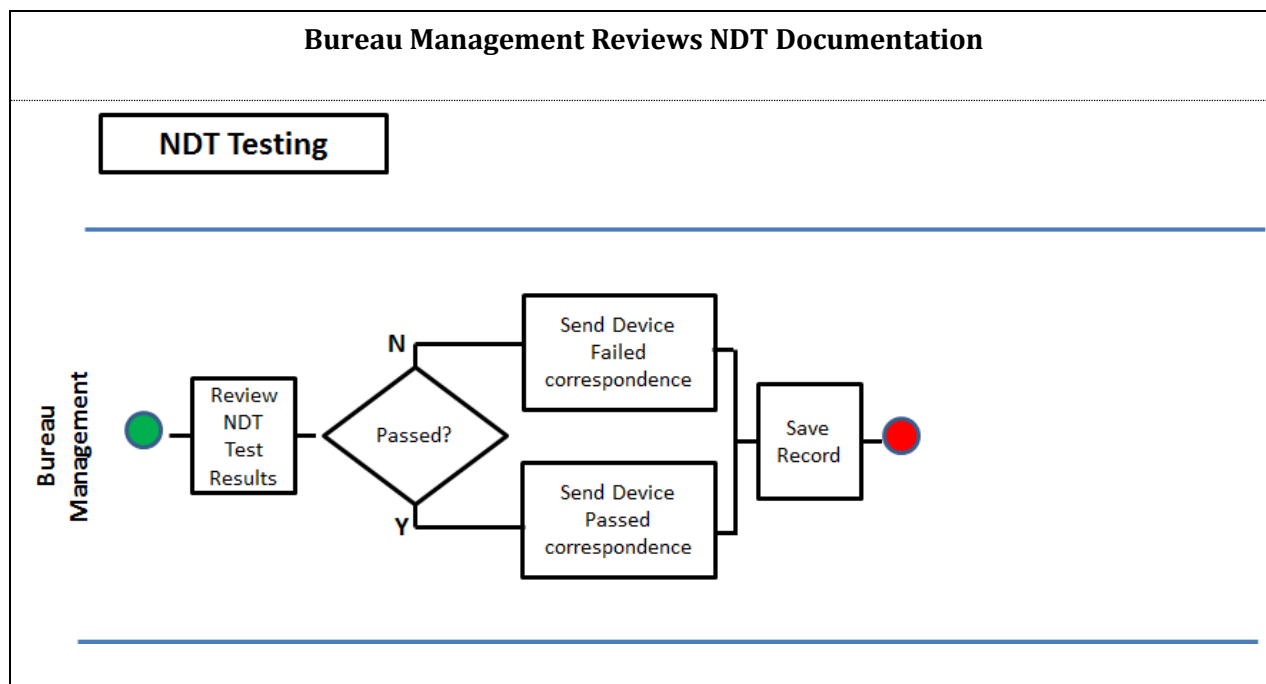 Bureau Management Reviews NDT Documentation
NDT Testing
Bureau
Management
Review
NDT
Test
Results
Passed?
N
Y
Send Device
Failed
correspondence
Send Device
Passed
correspondence
Save
Record